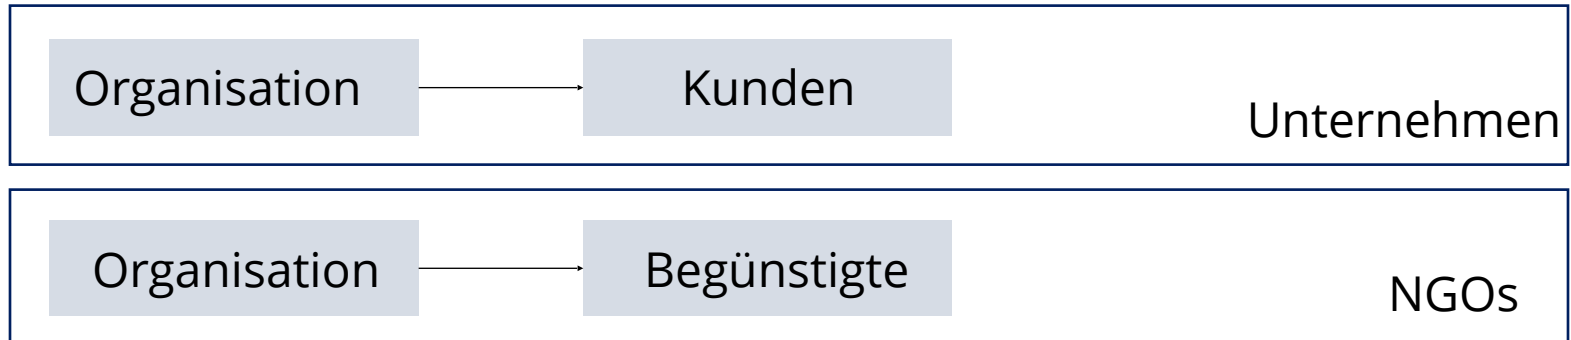 Organisation
Kunden
Unternehmen
Organisation
Begünstigte
NGOs